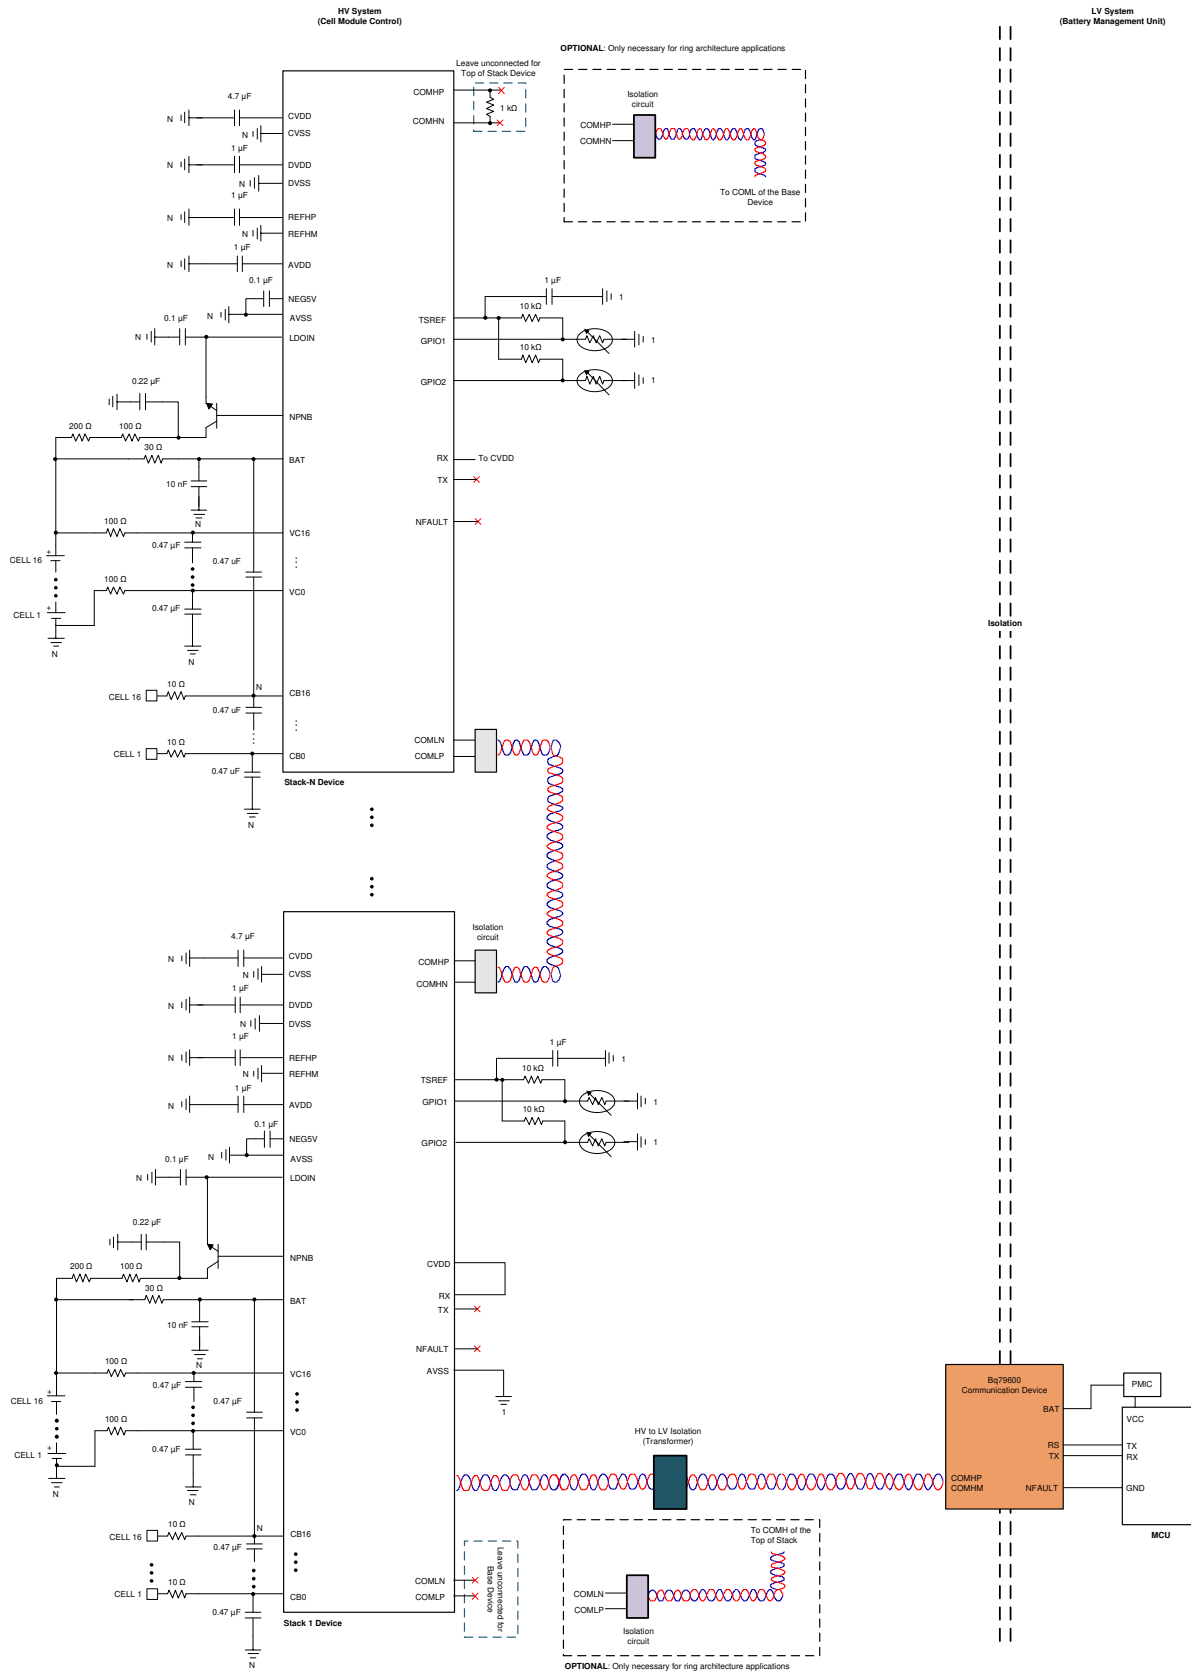 HV System
(Cell Module Control)
LV System
(Battery Management Unit)
OPTIONAL: Only necessary for ring architecture applications
Leave unconnected for
Top of Stack Device
COMHP
1 kΩ
COMHN
Isolation
circuit
COMHP
COMHN
To COML of the Base
Device
4.7 µF
N
CVDD
N
CVSS
1 µF
N
DVDD
N
DVSS
1 µF
N
REFHP
N
REFHM
1 µF
N
AVDD
0.1 µF
NEG5V
N
AVSS
0.1 µF
N
LDOIN
1 µF
1
10 kΩ
TSREF
GPIO1
1
10 kΩ
GPIO2
1
0.22 µF
NPNB
200 Ω
100 Ω
30 Ω
BAT
10 nF
N
RX
To CVDD
TX
NFAULT
100 Ω
VC16
0.47 µF
CELL 16
0.47 uF
100 Ω
VC0
0.47 µF
CELL 1
N
N
Isolation
10 Ω
N
CELL 16
CB16
0.47 uF
10 Ω
CELL 1
CB0
0.47 uF
N
COMLN
COMLP
Stack-N Device
Isolation
circuit
COMHP
COMHN
4.7 µF
N
CVDD
N
CVSS
1 µF
N
DVDD
N
DVSS
1 µF
N
REFHP
N
REFHM
1 µF
N
AVDD
0.1 µF
NEG5V
N
AVSS
0.1 µF
N
LDOIN
1 µF
1
10 kΩ
TSREF
GPIO1
1
10 kΩ
GPIO2
1
0.22 µF
NPNB
200 Ω
100 Ω
30 Ω
BAT
10 nF
N
CVDD
RX
TX
NFAULT
AVSS
1
100 Ω
VC16
0.47 µF
CELL 16
0.47 µF
100 Ω
VC0
0.47 µF
CELL 1
N
N
HV to LV Isolation
(Transformer)
Bq79600
Communication Device
BAT
RS
TX
COMHP
COMHM
NFAULT
PMIC
VCC
TX
RX
GND
MCU
10 Ω
N
CELL 16
CB16
0.47 µF
10 Ω
CELL 1
CB0
0.47 µF
N
COMLN
COMLP
Leave unconnected for
Base Device
Stack 1 Device
To COMH of the
Top of Stack
COMLN
COMLP
Isolation
circuit
OPTIONAL: Only necessary for ring architecture applications